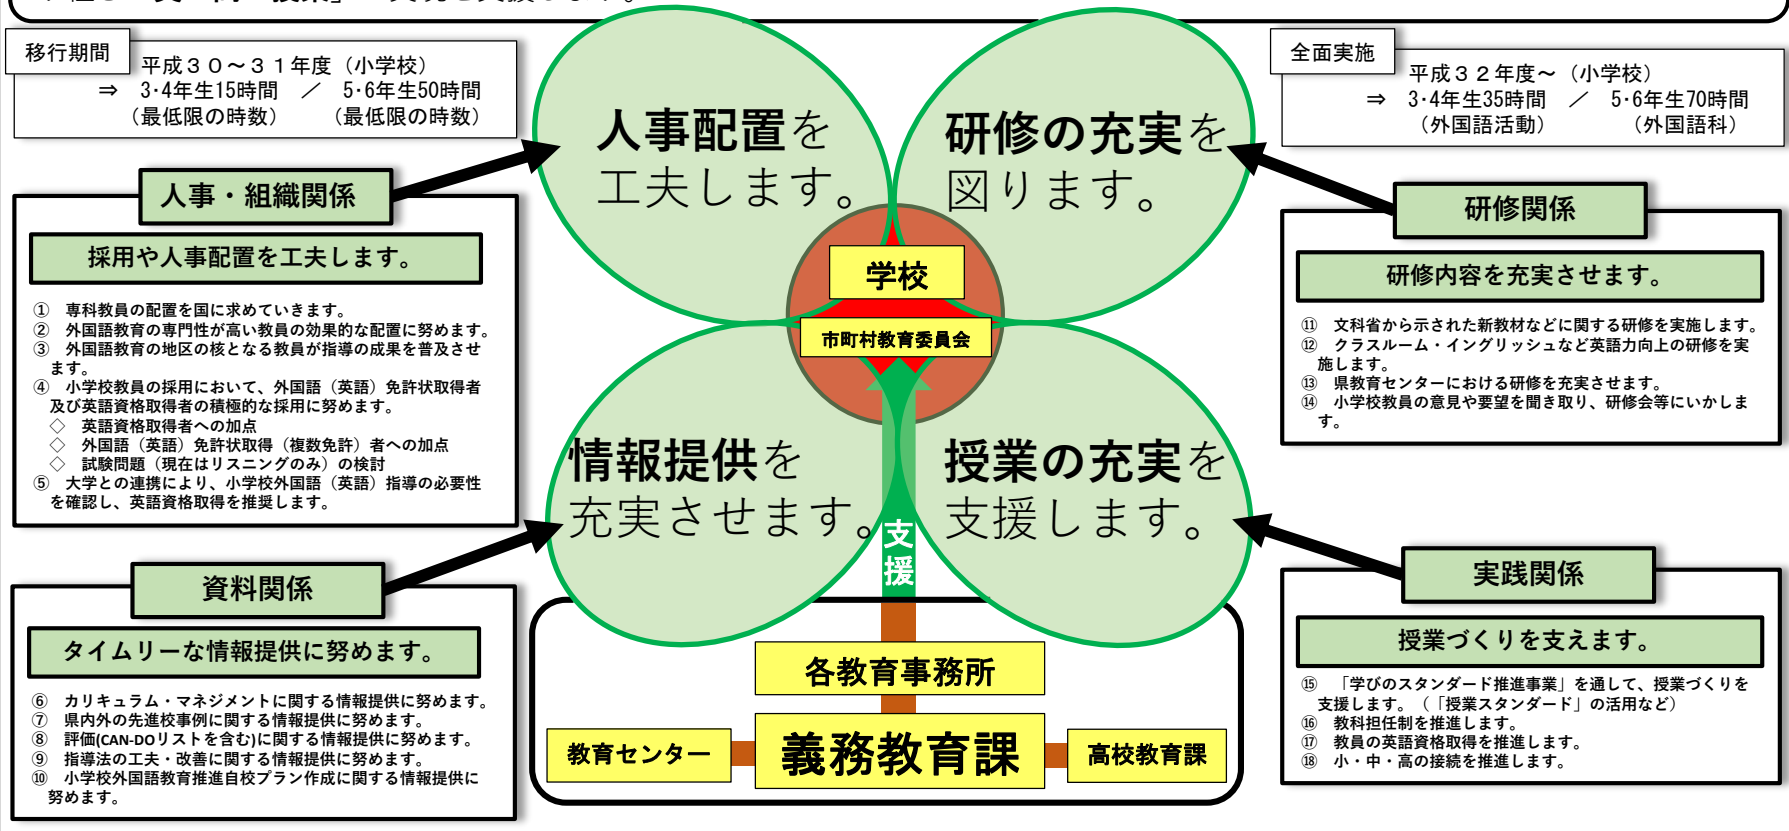 移行期間
平成３０～３１年度（小学校）
⇒ 3･4年生15時間 ／ 5･6年生50時間
（最低限の時数） （最低限の時数）
全面実施
平成３２年度～（小学校）
⇒ 3･4年生35時間 ／ 5･6年生70時間
（外国語活動） （外国語科）
人事配置を
工夫します。
研修の充実を
図ります。
人事・組織関係
採用や人事配置を工夫します。
① 専科教員の配置を国に求めていきます。
② 外国語教育の専門性が高い教員の効果的な配置に努めます。
③ 外国語教育の地区の核となる教員が指導の成果を普及させ
ます。
④ 小学校教員の採用において、外国語（英語）免許状取得者
及び英語資格取得者の積極的な採用に努めます。
◇ 英語資格取得者への加点
◇ 外国語（英語）免許状取得（複数免許）者への加点
◇ 試験問題（現在はリスニングのみ）の検討
⑤ 大学との連携により、小学校外国語（英語）指導の必要性
を確認し、英語資格取得を推奨します。
研修関係
研修内容を充実させます。
⑪ 文科省から示された新教材などに関する研修を実施します。
⑫ クラスルーム・イングリッシュなど英語力向上の研修を実
施します。
⑬ 県教育センターにおける研修を充実させます。
⑭ 小学校教員の意見や要望を聞き取り、研修会等にいかしま
す。
学校
市町村教育委員会
情報提供を
充実させます。
授業の充実を
支援します。
支
援
資料関係
タイムリーな情報提供に努めます。
⑥ カリキュラム・マネジメントに関する情報提供に努めます。
⑦ 県内外の先進校事例に関する情報提供に努めます。
⑧ 評価(CAN-DOリストを含む)に関する情報提供に努めます。
⑨ 指導法の工夫・改善に関する情報提供に努めます。
⑩ 小学校外国語教育推進自校プラン作成に関する情報提供に
努めます。
各教育事務所
教育センター
義務教育課
高校教育課
実践関係
授業づくりを支えます。
⑮ 「学びのスタンダード推進事業」を通して、授業づくりを
支援します。（「授業スタンダード」の活用など）
⑯ 教科担任制を推進します。
⑰ 教員の英語資格取得を推進します。
⑱ 小・中・高の接続を推進します。